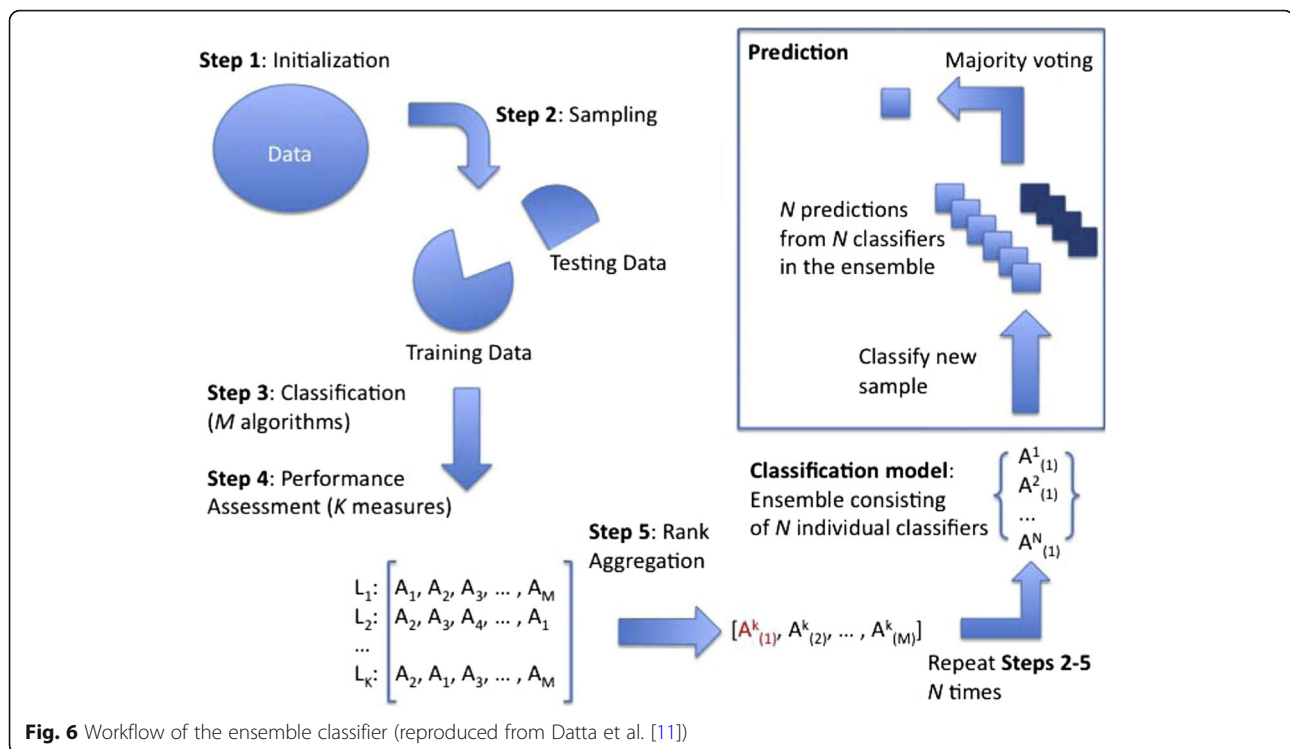 Step 1: Initialization
Data
Step 2: Sampling
Testing Data
Training Data
Step 3: Classification
(M algorithms)
Step 4: Performance
Assessment (K measures)
L1: A1, A2, A3, ... , AM
L2: A2, A3, A4, ... , A1
...
LK: A2, A1, A3, ... , AM
Step 5: Rank
Aggregation
[Ak(1), Ak(2), ... , Ak(M)]
Repeat Steps 2-5
N times
Classification model:
Ensemble consisting
of N individual classifiers
A1(1)
A2(1)
...
AN(1)
Prediction
Majority voting
N predictions
from N classifiers
in the ensemble
Classify new
sample
Fig. 6 Workflow of the ensemble classifier (reproduced from Datta et al. [11])